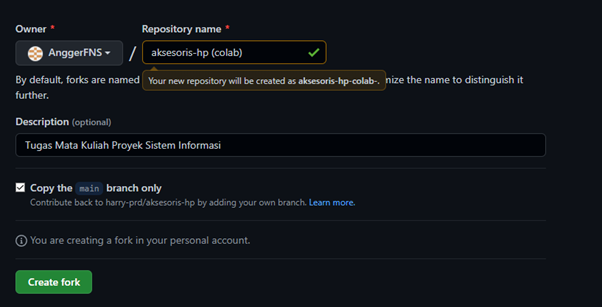 Owner * Repository name *
AnggerFNS / aksesoris-hp (colab)
By default, forks are named mize the name to distinguish it
Your new repository will be created as aksesoris-hp-colab-.
further.
Description (optional)
Tugas Mata Kuliah Proyek Sistem Informasi
Copy the main branch only
Contribute back to harry-prd/aksesoris-hp by adding your own branch. Learn more.
You are creating a fork in your personal account.
Create fork